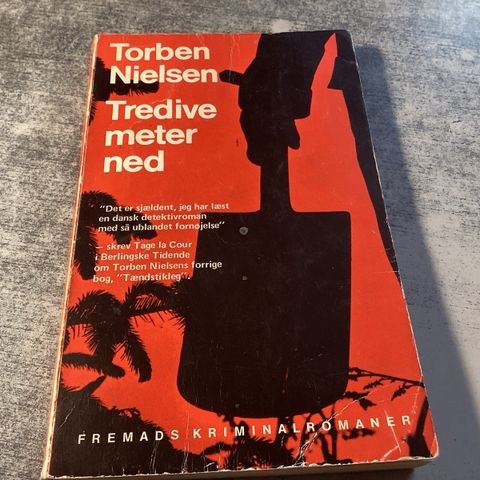 Torben
Nielsen
Tredive
meter
ned
"Det er sjældent, jeg har læst
en dansk detektivroman
med så ublandet fornøjelse"
— skrev Tage la Cour
i Berlingske Tidende
om Torben Nielsens forrige
bog, "Tændstikleg".
FREMADS KRIMINALROMANER